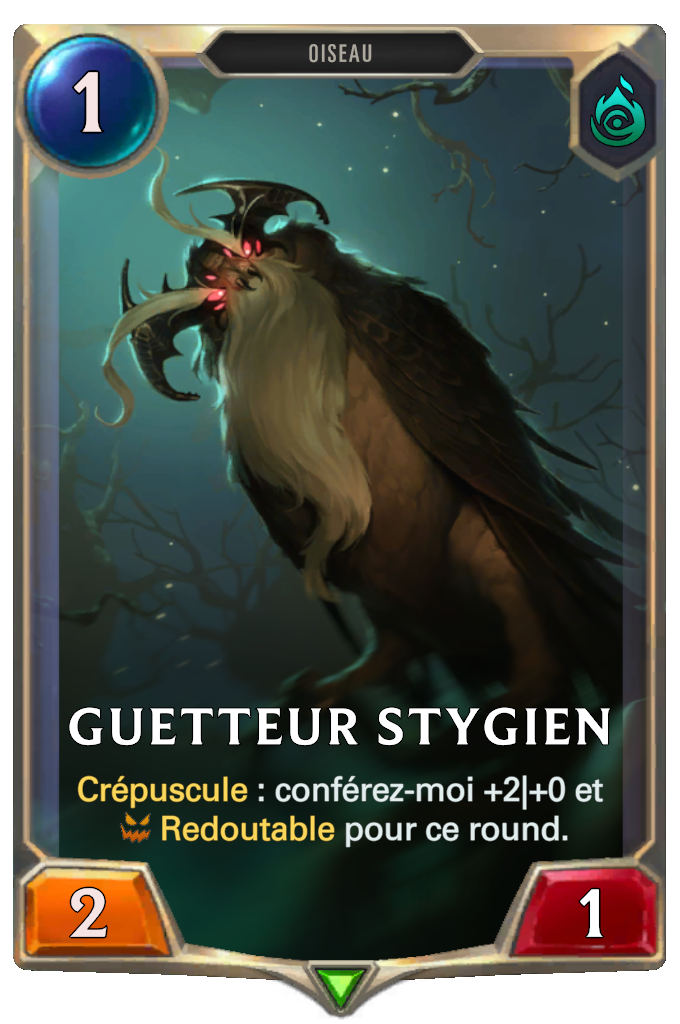 OISEAU
1
GUETTEUR STYGIEN
Crépuscule : conférez-moi +2|+0 et
Redoutable pour ce round.
2
1